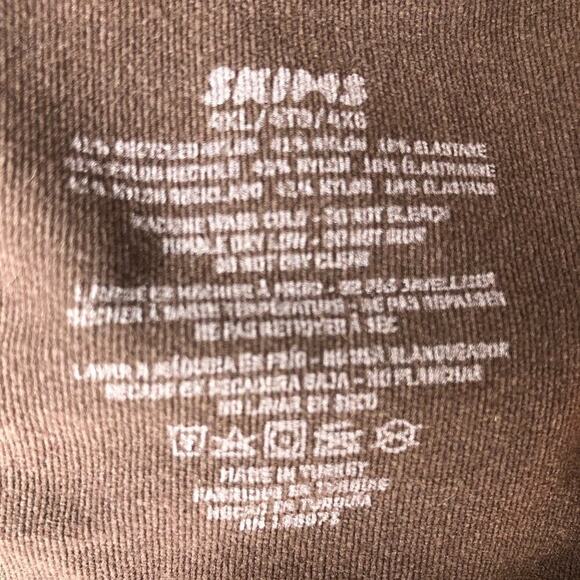 SKIMS
4XL/4TG/4XG
41% RECYCLED NYLON 41% NYLON 18% ELASTANE
41% NYLON RECYCLÉ 41% NYLON 18% ÉLASTHANNE
41% NYLON RECICLADO 41% NYLON 18% ELASTANO
MACHINE WASH COLD - DO NOT BLEACH
TUMBLE DRY LOW - DO NOT IRON
DO NOT DRY CLEAN
LAVAGE EN MACHINE À FROID - NE PAS JAVELLISER
SÉCHER À BASSE TEMPÉRATURE - NE PAS REPASSER
NE PAS NETTOYER À SEC
LAVAR A MÁQUINA EN FRÍO - NO USA BLANQUEADOR
SECADO EN SECADORA BAJA - NO PLANCHAR
NO LAVAR EN SECO
MADE IN TURKEY
FABRIQUÉ EN TURQUIE
HECHO EN TURQUÍA
RN